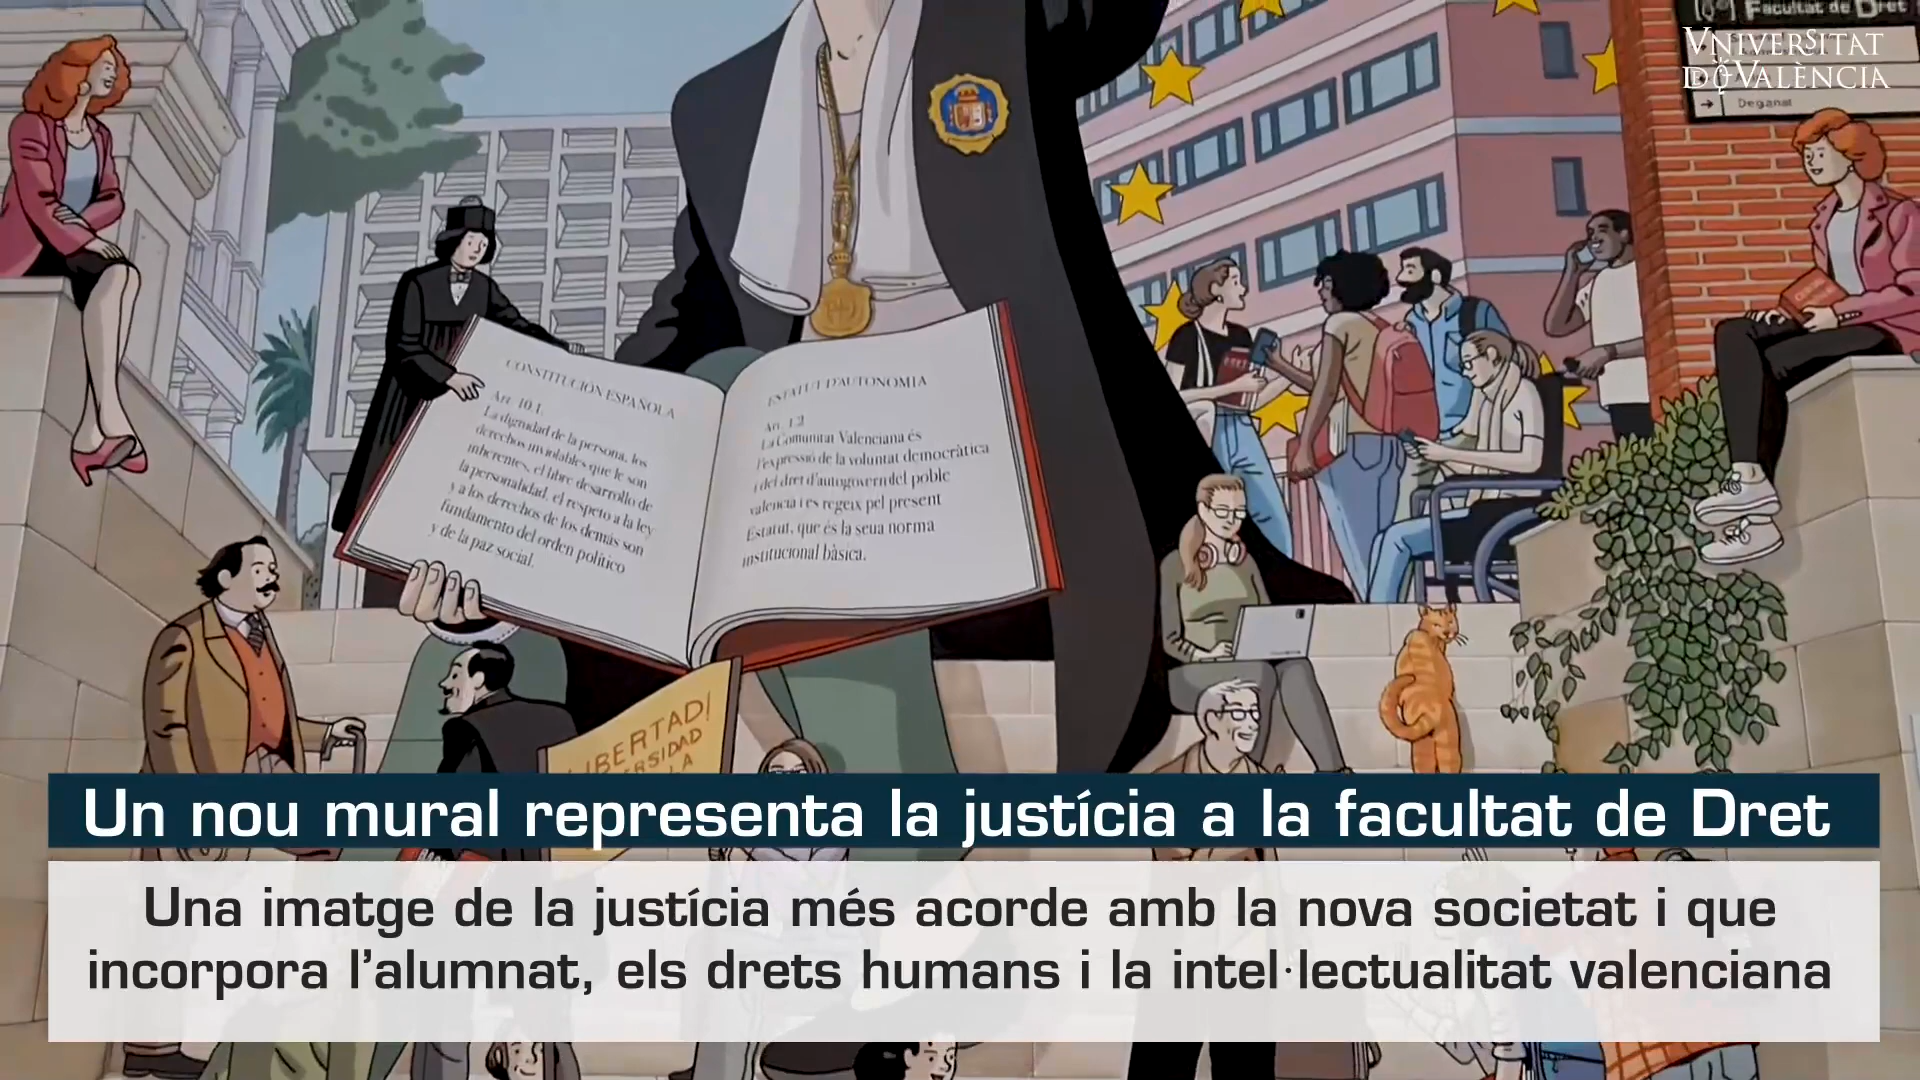 Facultat de Dret
VNIVERSITAT
DȘVALÈNCIA
Deganat
CONSTITUCIÓN ESPAÑOLA
Art. 10.1.
La dignidad de la persona, los
derechos inviolables que le son
inherentes, el libre desarrollo de
la personalidad, el respeto a la ley
y a los derechos de los demás son
fundamento del orden político
y de la paz social.
ESTATUT D'AUTONOMIA
Art. 1.2
La Comunitat Valenciana és
l'expressió de la voluntat democràtica
i del dret d'autogovern del poble
valencià i es regeix pel present
Estatut, que és la seua norma
institucional bàsica.
LIBERTAD!
Un nou mural representa la justícia a la facultat de Dret
Una imatge de la justícia més acorde amb la nova societat i que
incorpora l'alumnat, els drets humans i la intel·lectualitat valenciana